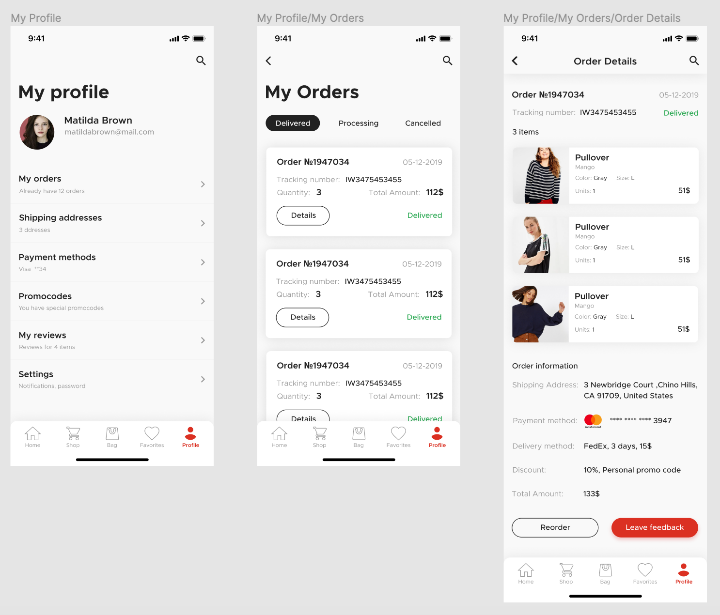 My Profile
9:41
My profile
Matilda Brown
matildabrown@mail.com
My orders
Already have 12 orders
Shipping addresses
3 ddresses
Payment methods
Visa **34
Promocodes
You have special promocodes
My reviews
Reviews for 4 items
Settings
Notifications, password
Home
Shop
Bag
Favorites
Profile
My Profile/My Orders
9:41
My Orders
Delivered
Processing
Cancelled
Order №1947034
05-12-2019
Tracking number: IW3475453455
Quantity: 3
Total Amount: 112$
Details
Delivered
Order №1947034
05-12-2019
Tracking number: IW3475453455
Quantity: 3
Total Amount: 112$
Details
Delivered
Order №1947034
05-12-2019
Tracking number: IW3475453455
Quantity: 3
Total Amount: 112$
Details
Delivered
Home
Shop
Bag
Favorites
Profile
My Profile/My Orders/Order Details
9:41
Order Details
Order №1947034
05-12-2019
Tracking number: IW3475453455
Delivered
3 items
Pullover
Mango
Color: Gray Size: L
Units: 1
51$
Pullover
Mango
Color: Gray Size: L
Units: 1
51$
Pullover
Mango
Color: Gray Size: L
Units: 1
51$
Order information
Shipping Address: 3 Newbridge Court ,Chino Hills,
CA 91709, United States
Payment method: **** **** **** 3947
Delivery method: FedEx, 3 days, 15$
Discount: 10%, Personal promo code
Total Amount: 133$
Reorder
Leave feedback
Home
Shop
Bag
Favorites
Profile